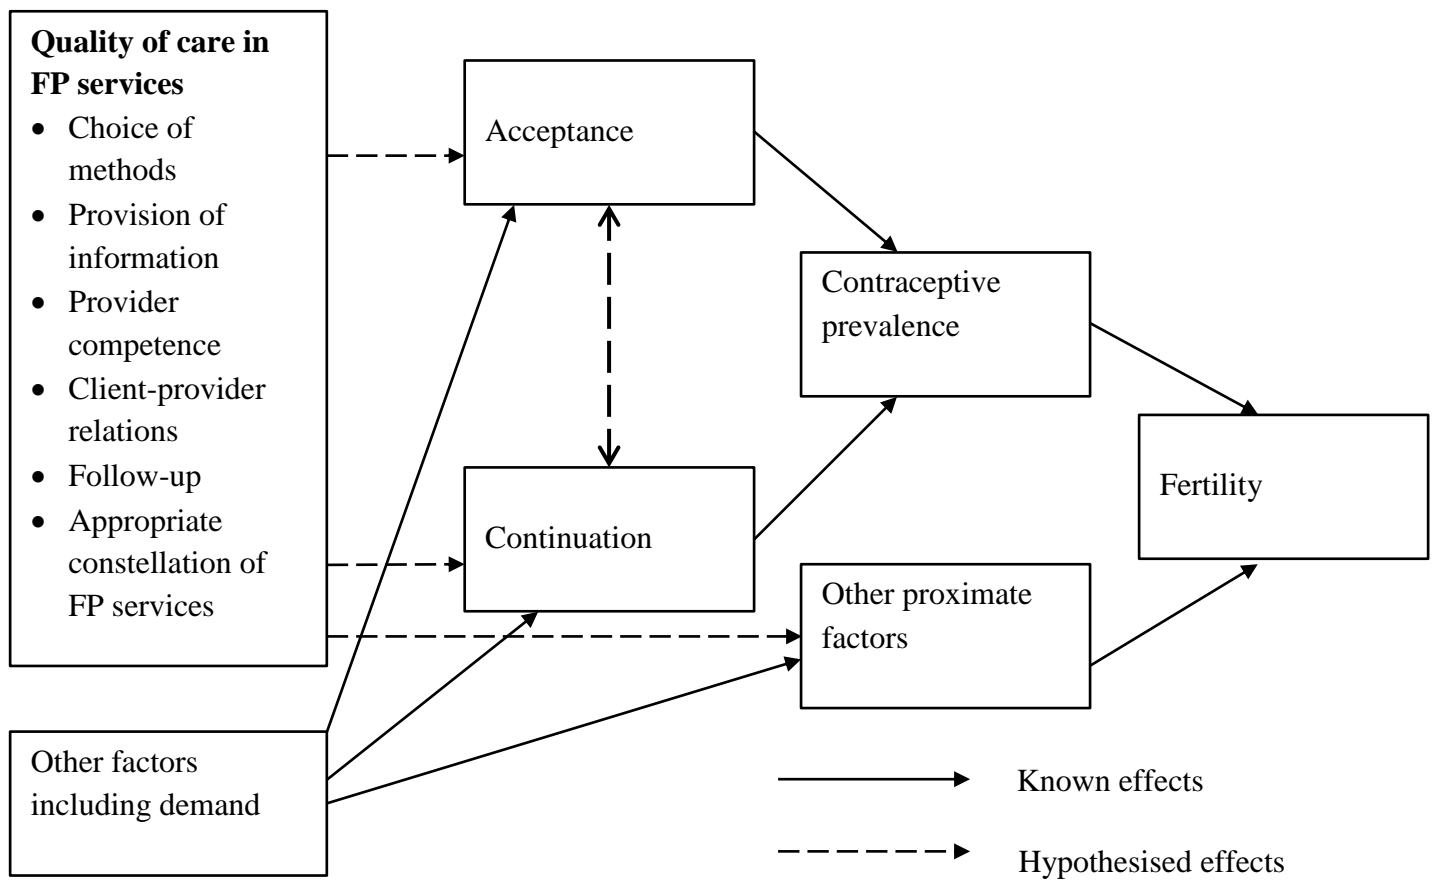 Quality of care in
FP services
• Choice of
methods
• Provision of
information
• Provider
competence
• Client-provider
relations
• Follow-up
• Appropriate
constellation of
FP services
Other factors
including demand
Acceptance
Continuation
Contraceptive
prevalence
Other proximate
factors
Fertility
Known effects
Hypothesised effects